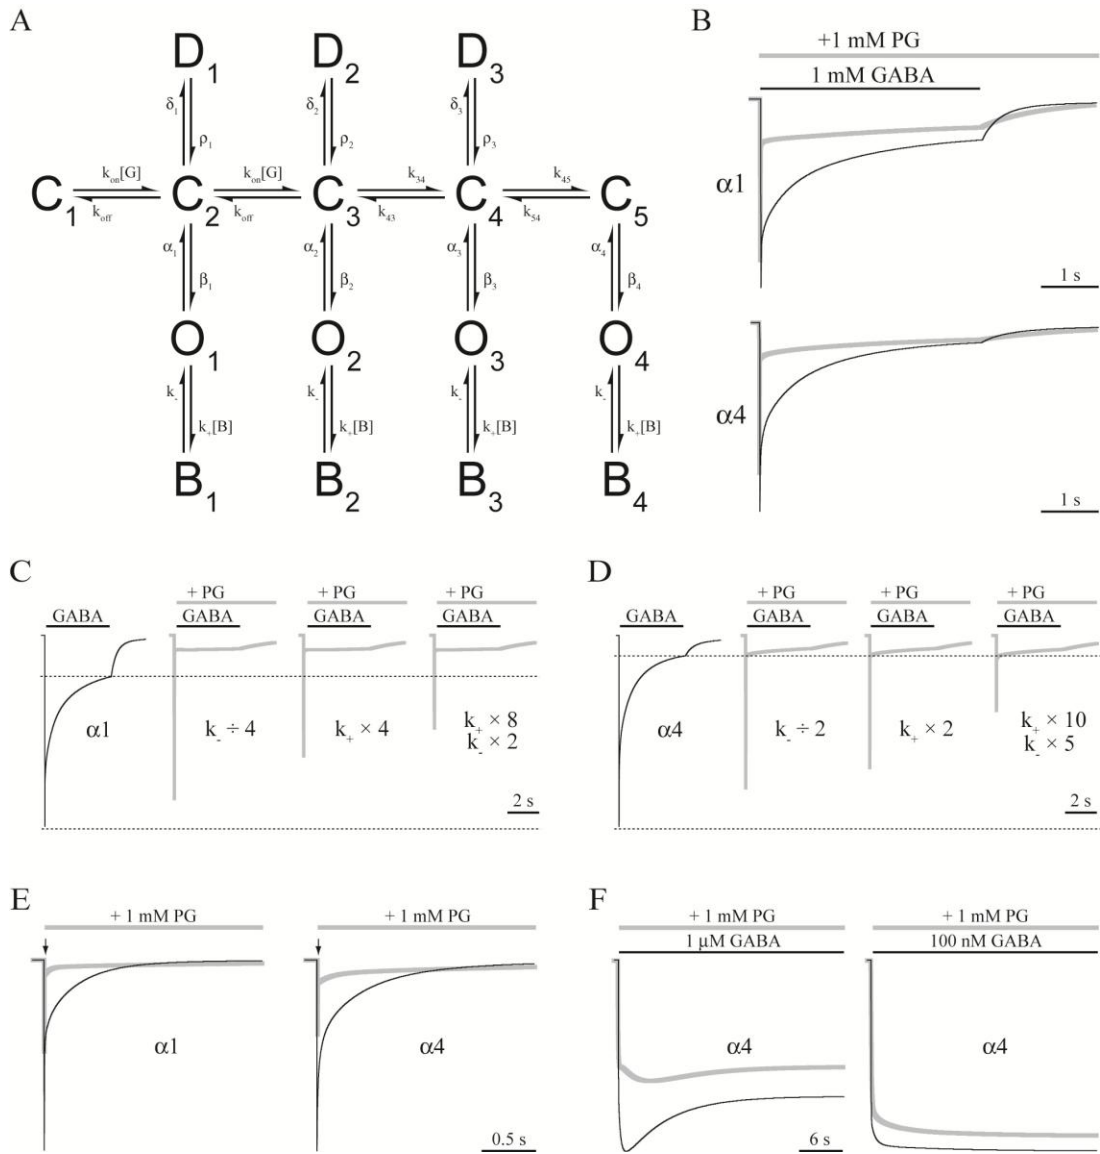 A
D₁ D₂ D₃
δ₁ ρ₁ δ₂ ρ₂ δ₃ ρ₃
kₒₙ[G] kₒₙ[G] k₃₄ k₄₅
C₁ C₂ C₃ C₄ C₅
k_off k_off k₄₃ k₅₄
α₁ β₁ α₂ β₂ α₃ β₃ α₄ β₄
O₁ O₂ O₃ O₄
k₋ k₊[B] k₋ k₊[B] k₋ k₊[B] k₋ k₊[B]
B₁ B₂ B₃ B₄
B
+1 mM PG
1 mM GABA
α1
1 s
α4
1 s
C
+ PG + PG + PG
GABA GABA GABA GABA
α1
k₋ ÷ 4
k₊ × 4
k₊ × 8
k₋ × 2
2 s
D
+ PG + PG + PG
GABA GABA GABA GABA
α4
k₋ ÷ 2
k₊ × 2
k₊ × 10
k₋ × 5
2 s
E
+ 1 mM PG + 1 mM PG
α1 α4
0.5 s
F
+ 1 mM PG + 1 mM PG
1 μM GABA 100 nM GABA
α4 α4
6 s